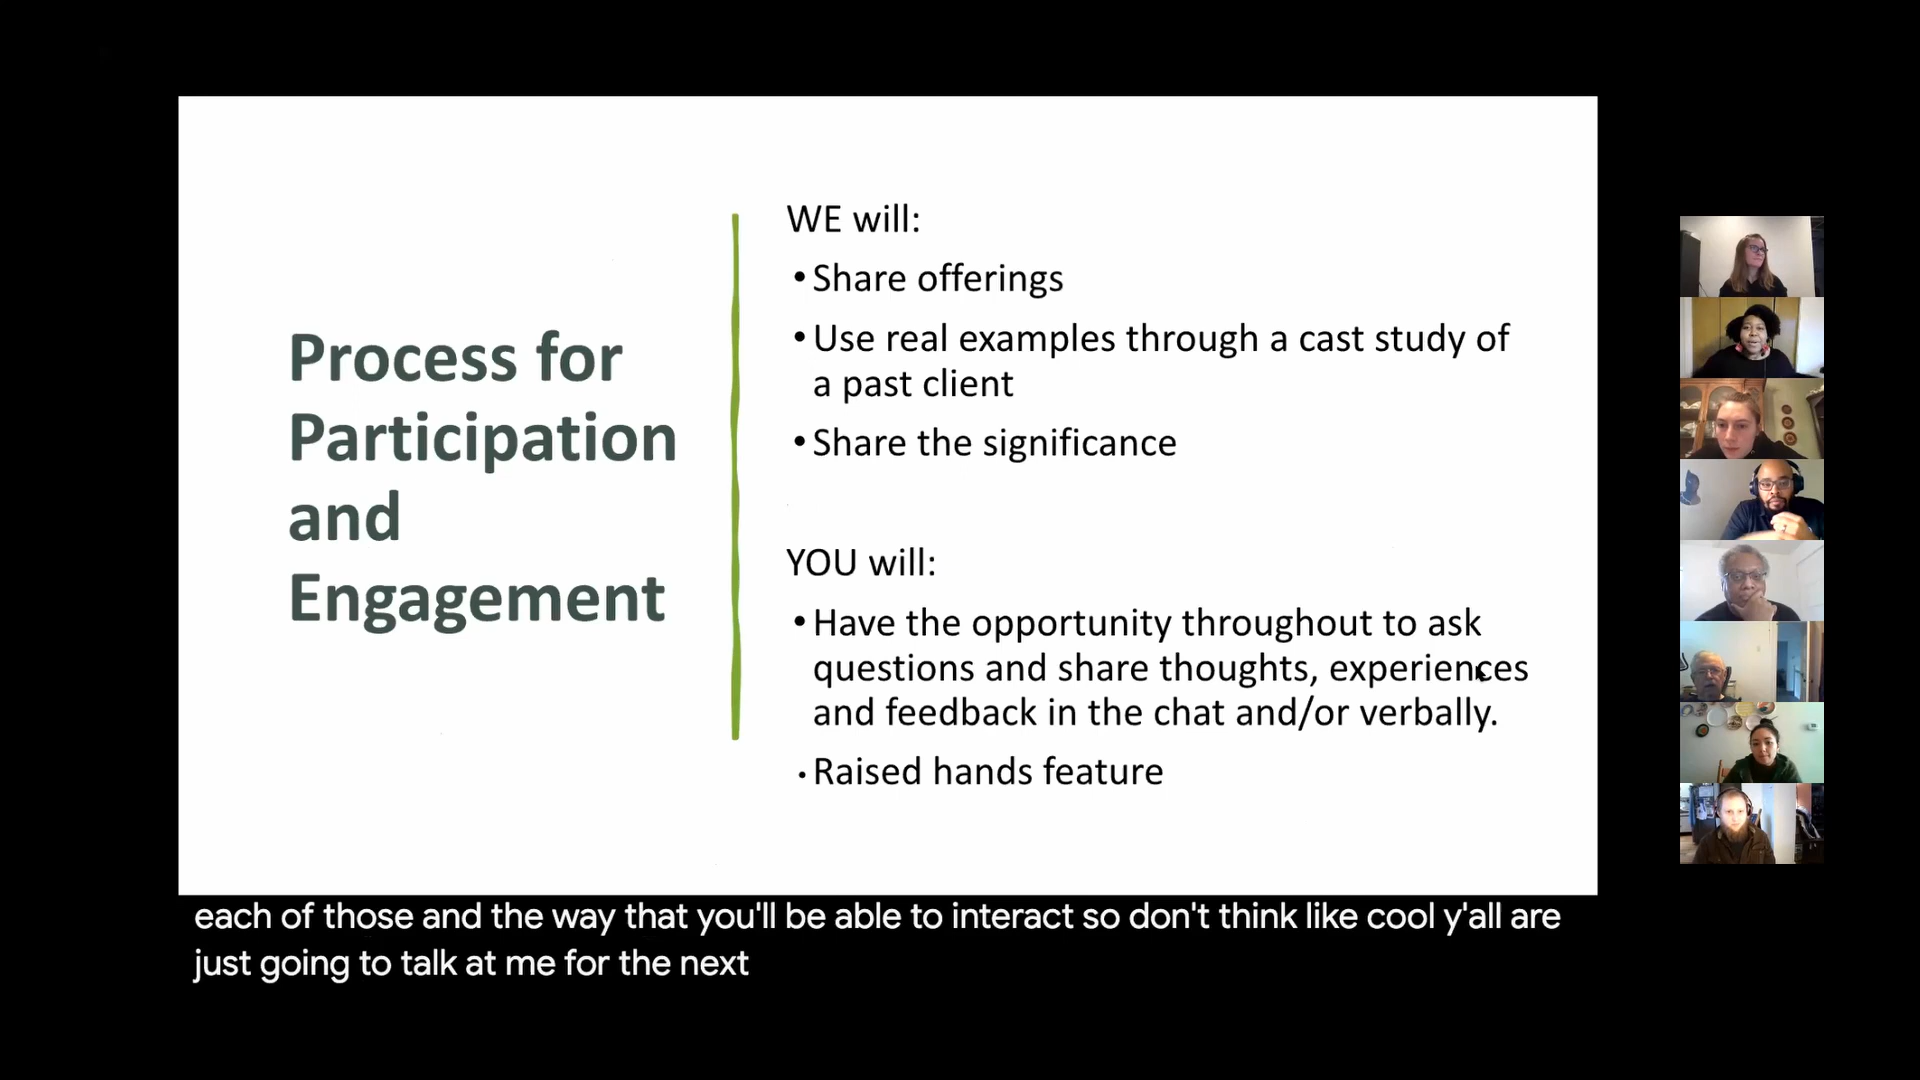 Process for
Participation
and
Engagement
WE will:
• Share offerings
• Use real examples through a cast study of
a past client
• Share the significance
YOU will:
• Have the opportunity throughout to ask
questions and share thoughts, experiences
and feedback in the chat and/or verbally.
• Raised hands feature
each of those and the way that you'll be able to interact so don't think like cool y'all are
just going to talk at me for the next